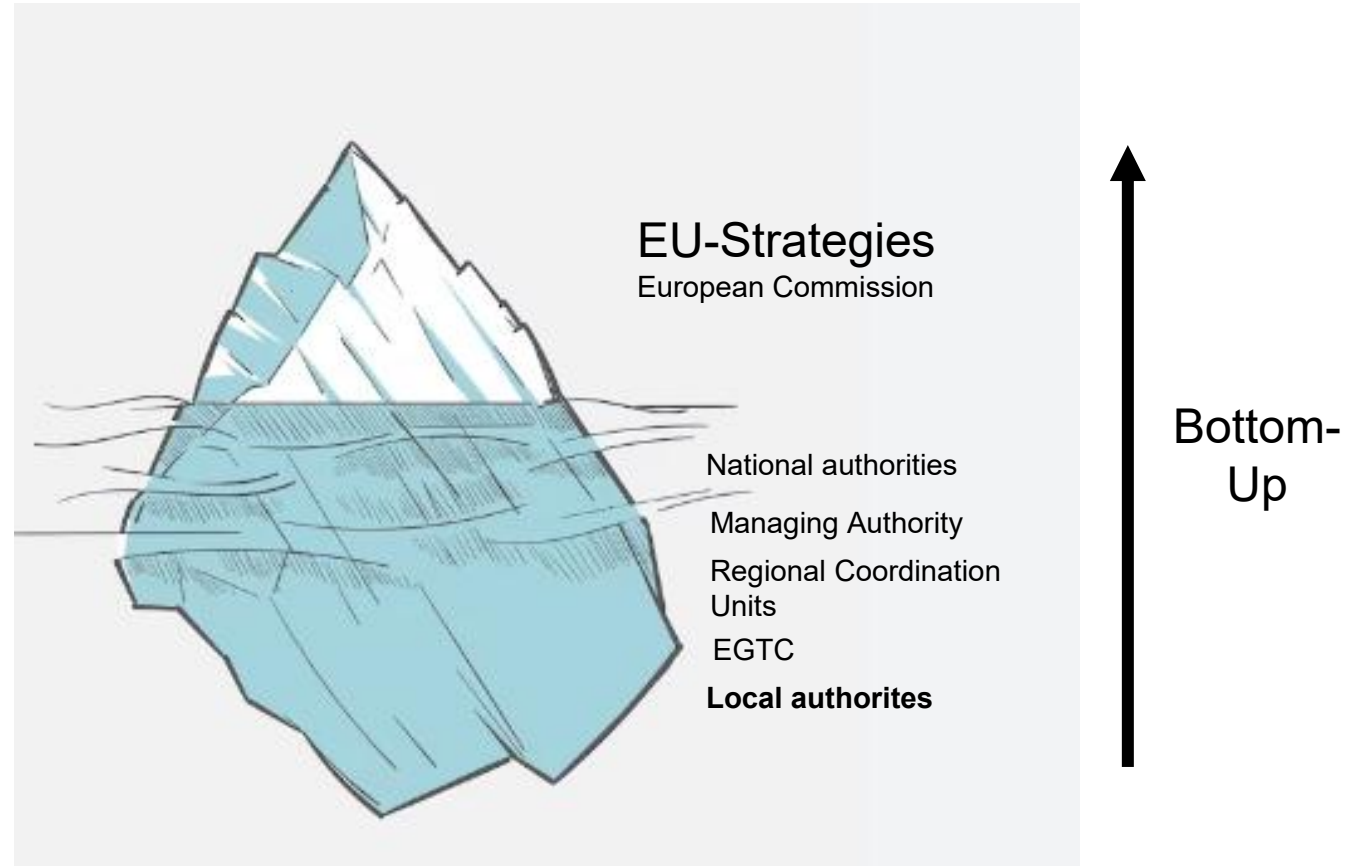 EU-Strategies
European Commission
National authorities
Managing Authority
Regional Coordination
Units
EGTC
Local authorites
Bottom-
Up